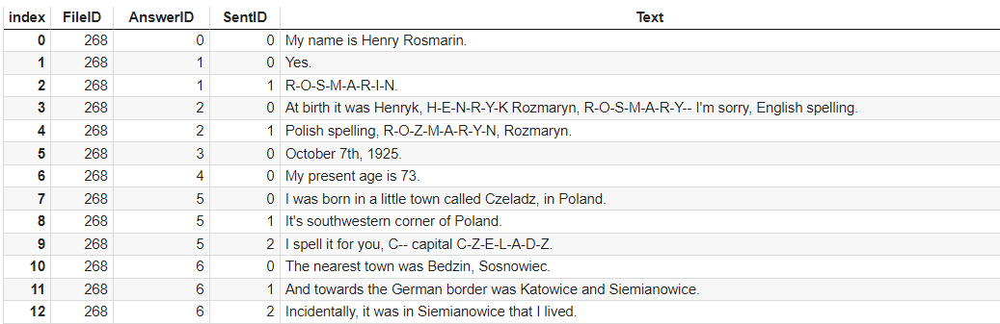 index FileID AnswerID SentID Text
0 268 0 0 My name is Henry Rosmarin.
1 268 1 0 Yes.
2 268 1 1 R-O-S-M-A-R-I-N.
3 268 2 0 At birth it was Henryk, H-E-N-R-Y-K Rozmaryn, R-O-S-M-A-R-Y-- I'm sorry, English spelling.
4 268 2 1 Polish spelling, R-O-Z-M-A-R-Y-N, Rozmaryn.
5 268 3 0 October 7th, 1925.
6 268 4 0 My present age is 73.
7 268 5 0 I was born in a little town called Czeladz, in Poland.
8 268 5 1 It's southwestern corner of Poland.
9 268 5 2 I spell it for you, C-- capital C-Z-E-L-A-D-Z.
10 268 6 0 The nearest town was Bedzin, Sosnowiec.
11 268 6 1 And towards the German border was Katowice and Siemianowice.
12 268 6 2 Incidentally, it was in Siemianowice that I lived.